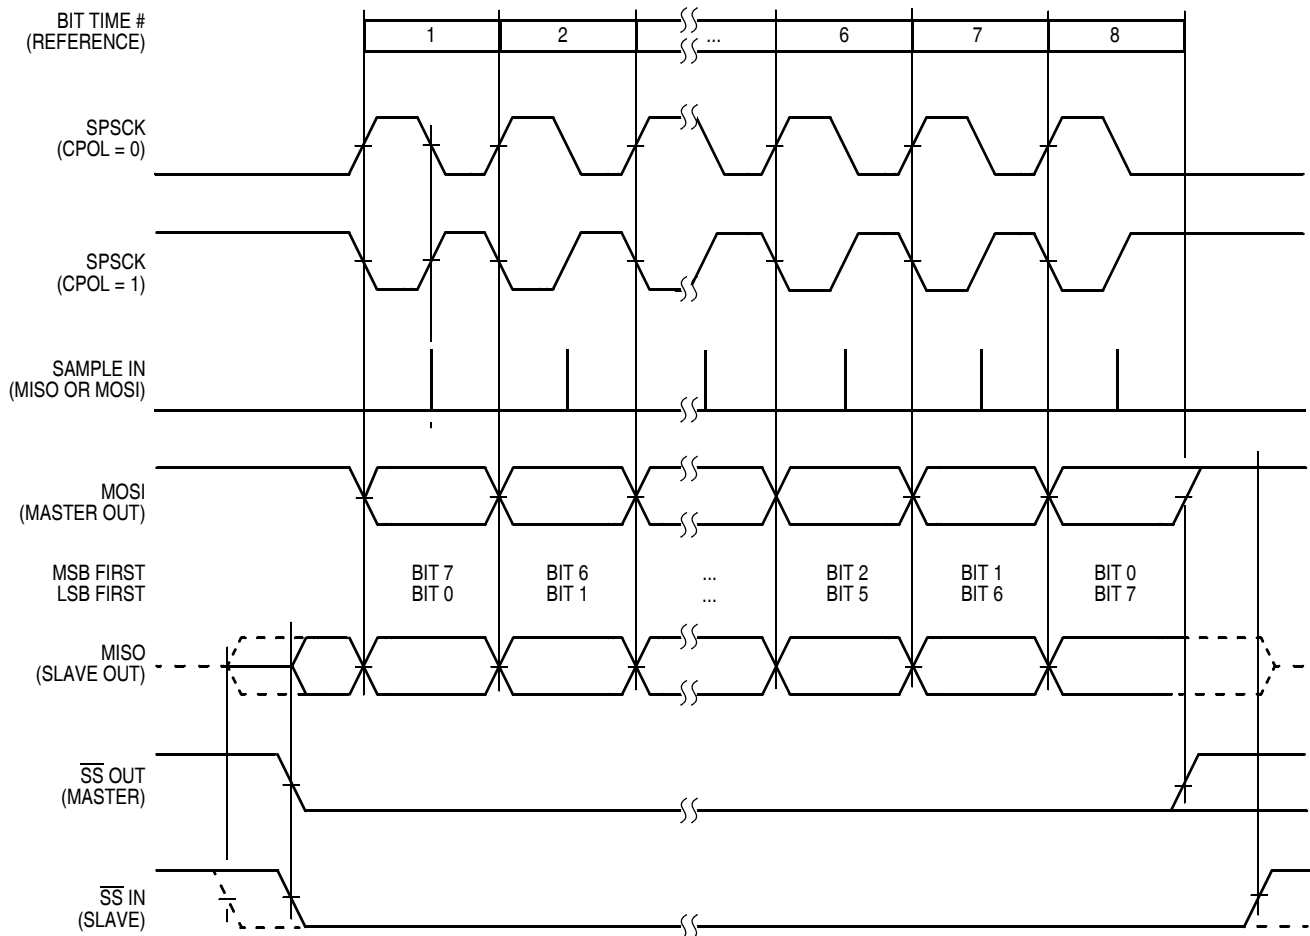 BIT TIME #
(REFERENCE)
1 2 ... 6 7 8
SPSCK
(CPOL = 0)
SPSCK
(CPOL = 1)
SAMPLE IN
(MISO OR MOSI)
MOSI
(MASTER OUT)
MSB FIRST BIT 7 BIT 6 ... BIT 2 BIT 1 BIT 0
LSB FIRST BIT 0 BIT 1 ... BIT 5 BIT 6 BIT 7
MISO
(SLAVE OUT)
S̅S̅ OUT
(MASTER)
S̅S̅ IN
(SLAVE)